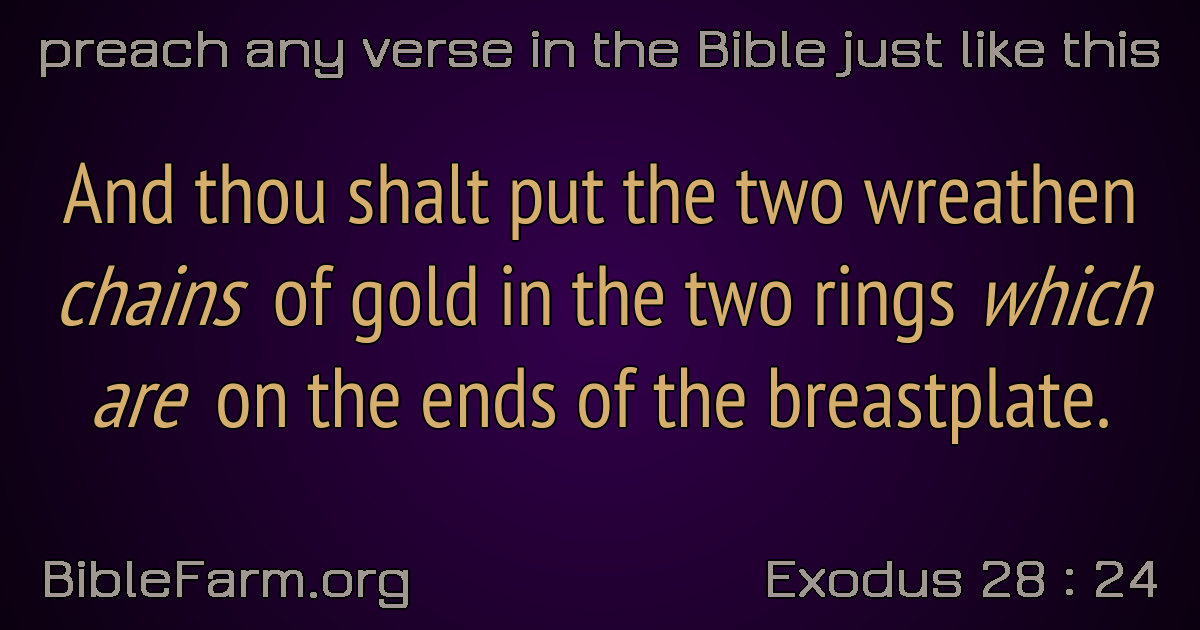 preach any verse in the Bible just like this
And thou shalt put the two wreathen
chains of gold in the two rings which
are on the ends of the breastplate.
BibleFarm.org
Exodus 28 : 24